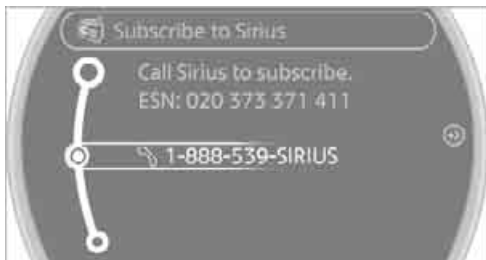 Subscribe to Sirius
Call Sirius to subscribe.
ESN: 020 373 371 411
1-888-539-SIRIUS